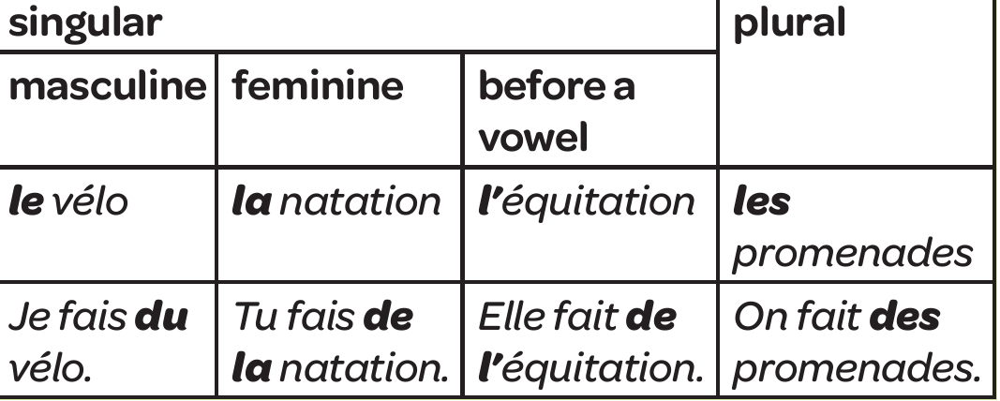 singular
plural
masculine
feminine
before a
vowel
le vélo
la natation
l’équitation
les
promenades
Je fais du
vélo.
Tu fais de
la natation.
Elle fait de
l’équitation.
On fait des
promenades.